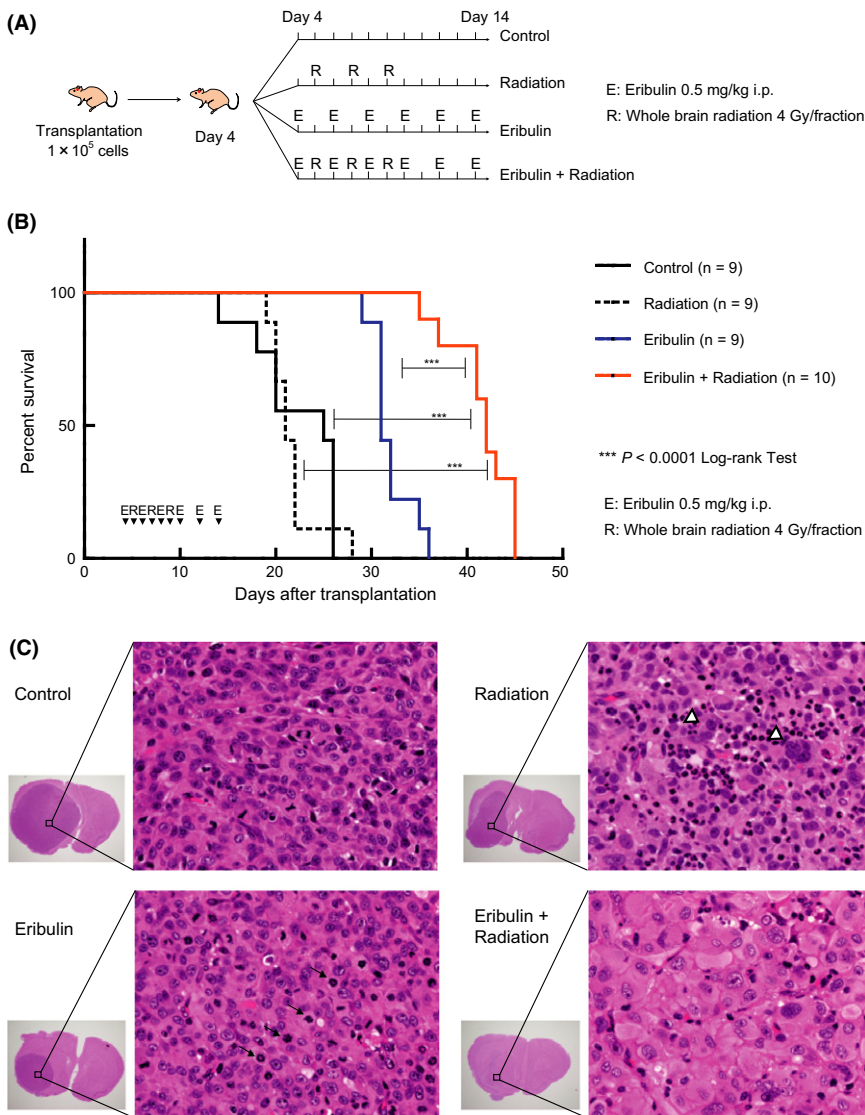 (A)
Day 4 Day 14
Control
R R R
Radiation
E E E E E E
Eribulin
E R E R E R E E E
Eribulin + Radiation
Transplantation
1 × 10⁵ cells
Day 4
E: Eribulin 0.5 mg/kg i.p.
R: Whole brain radiation 4 Gy/fraction
(B)
Percent survival
100
50
0
0 10 20 30 40 50
Days after transplantation
ERERERE E E
***
***
***
Control (n = 9)
Radiation (n = 9)
Eribulin (n = 9)
Eribulin + Radiation (n = 10)
*** P < 0.0001 Log-rank Test
E: Eribulin 0.5 mg/kg i.p.
R: Whole brain radiation 4 Gy/fraction
(C)
Control
Radiation
Eribulin
Eribulin +
Radiation